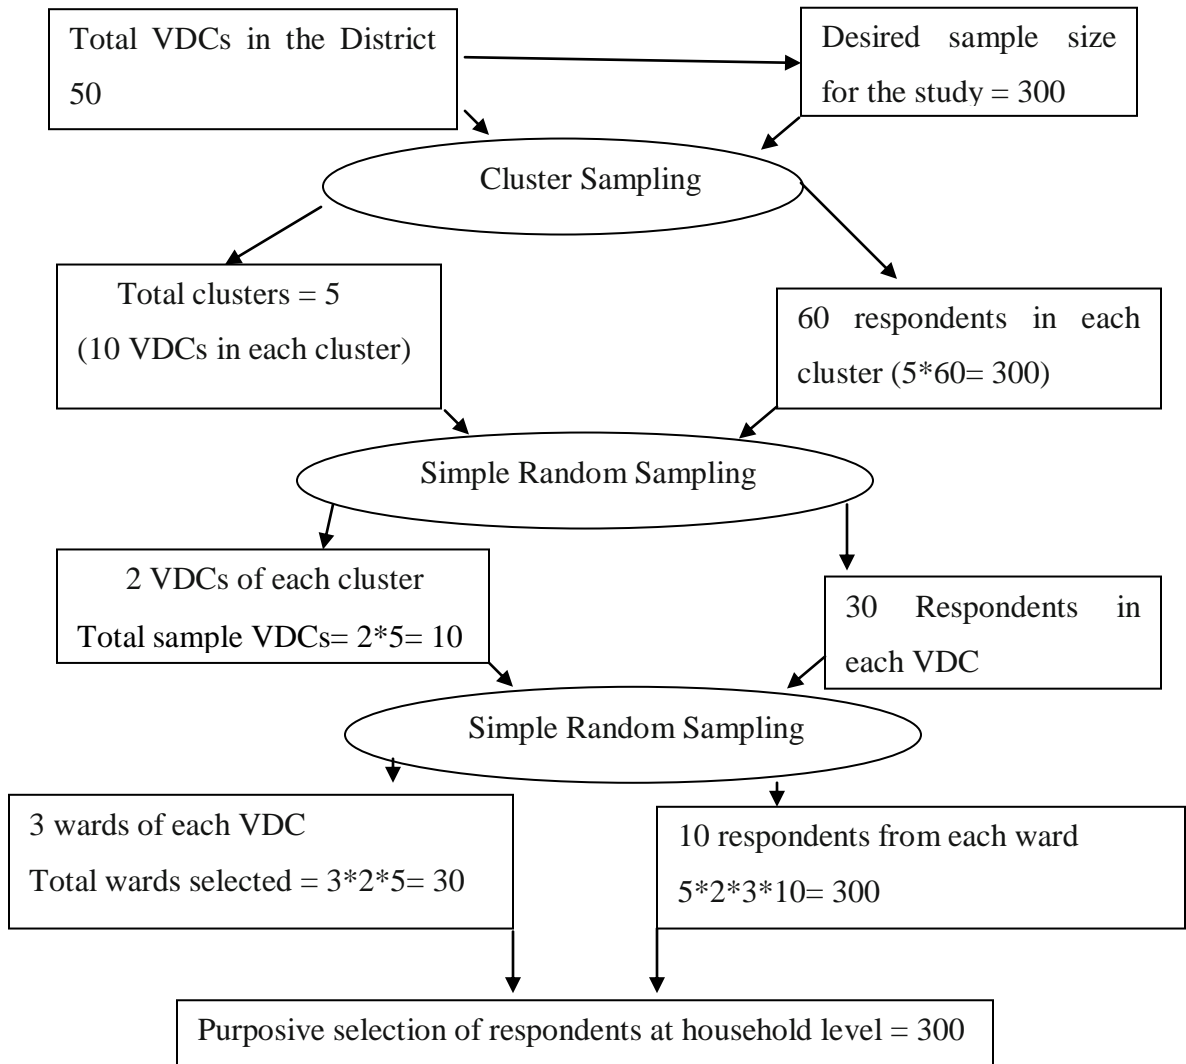 Total VDCs in the District
50
Desired sample size
for the study = 300
Cluster Sampling
Total clusters = 5
(10 VDCs in each cluster)
60 respondents in each
cluster (5*60= 300)
Simple Random Sampling
2 VDCs of each cluster
Total sample VDCs= 2*5= 10
30 Respondents in
each VDC
Simple Random Sampling
3 wards of each VDC
Total wards selected = 3*2*5= 30
10 respondents from each ward
5*2*3*10= 300
Purposive selection of respondents at household level = 300